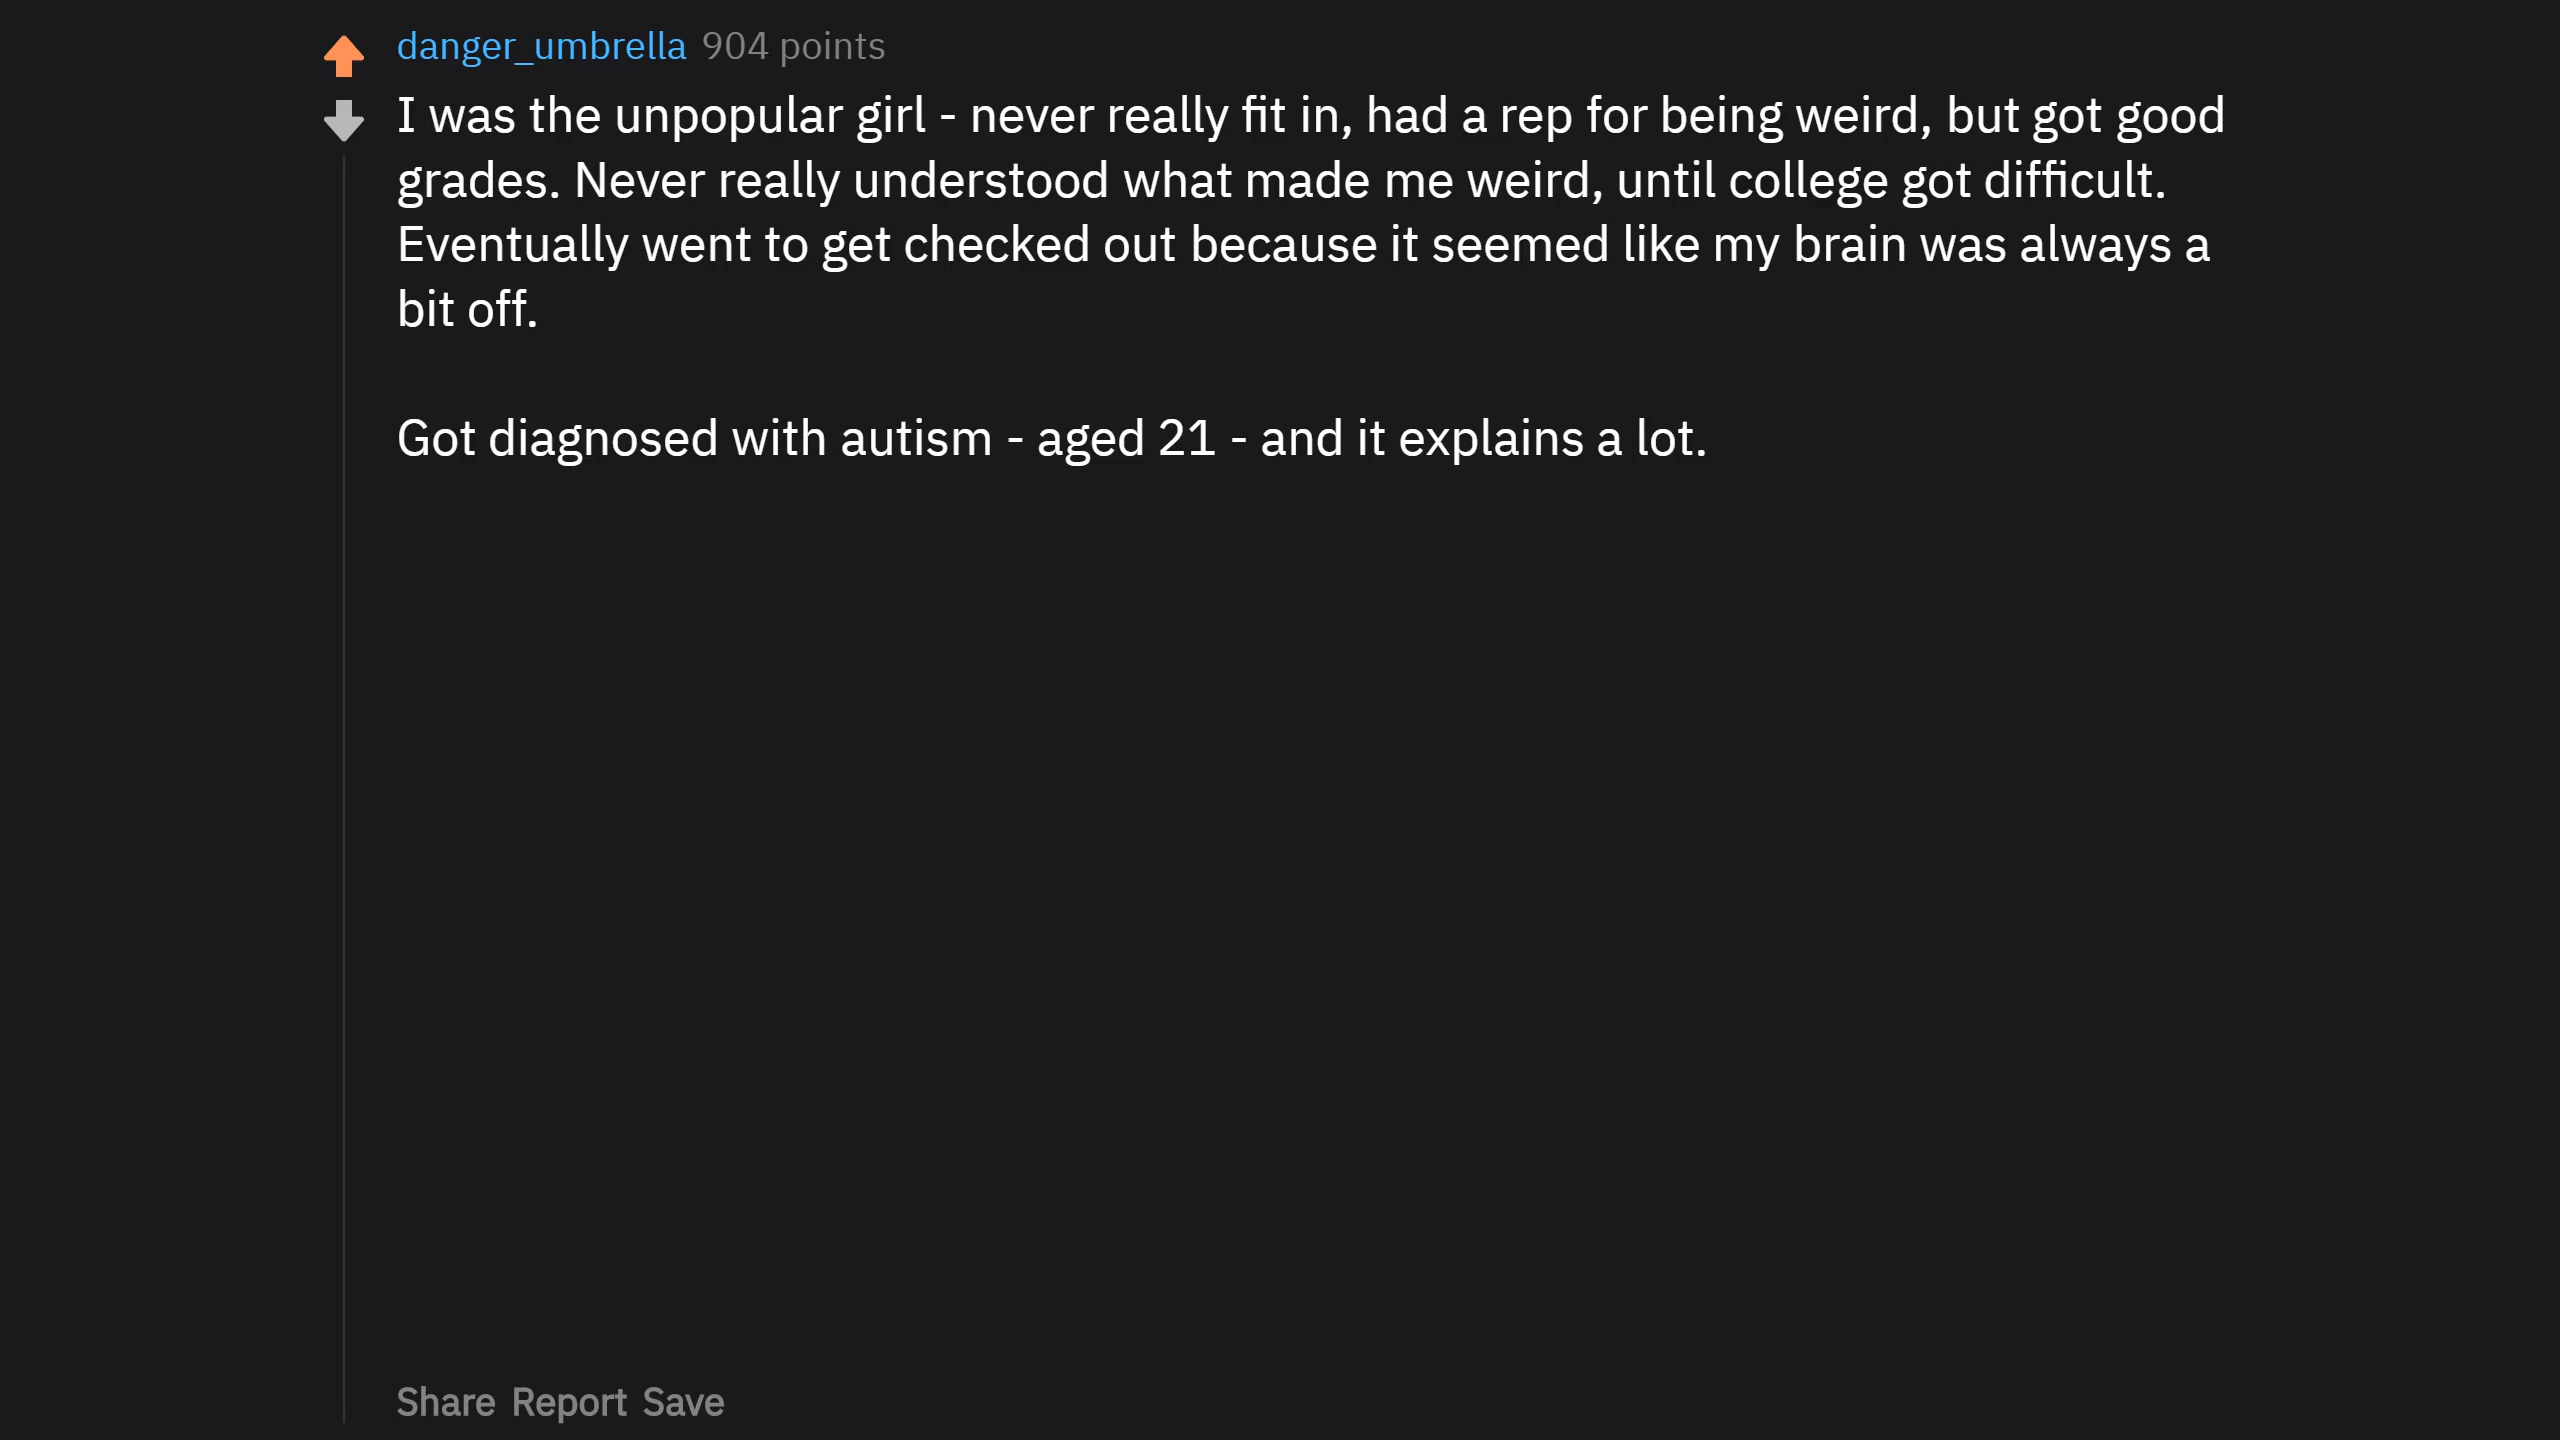 danger_umbrella 904 points
I was the unpopular girl - never really fit in, had a rep for being weird, but got good
grades. Never really understood what made me weird, until college got difficult.
Eventually went to get checked out because it seemed like my brain was always a
bit off.
Got diagnosed with autism - aged 21 - and it explains a lot.
Share Report Save